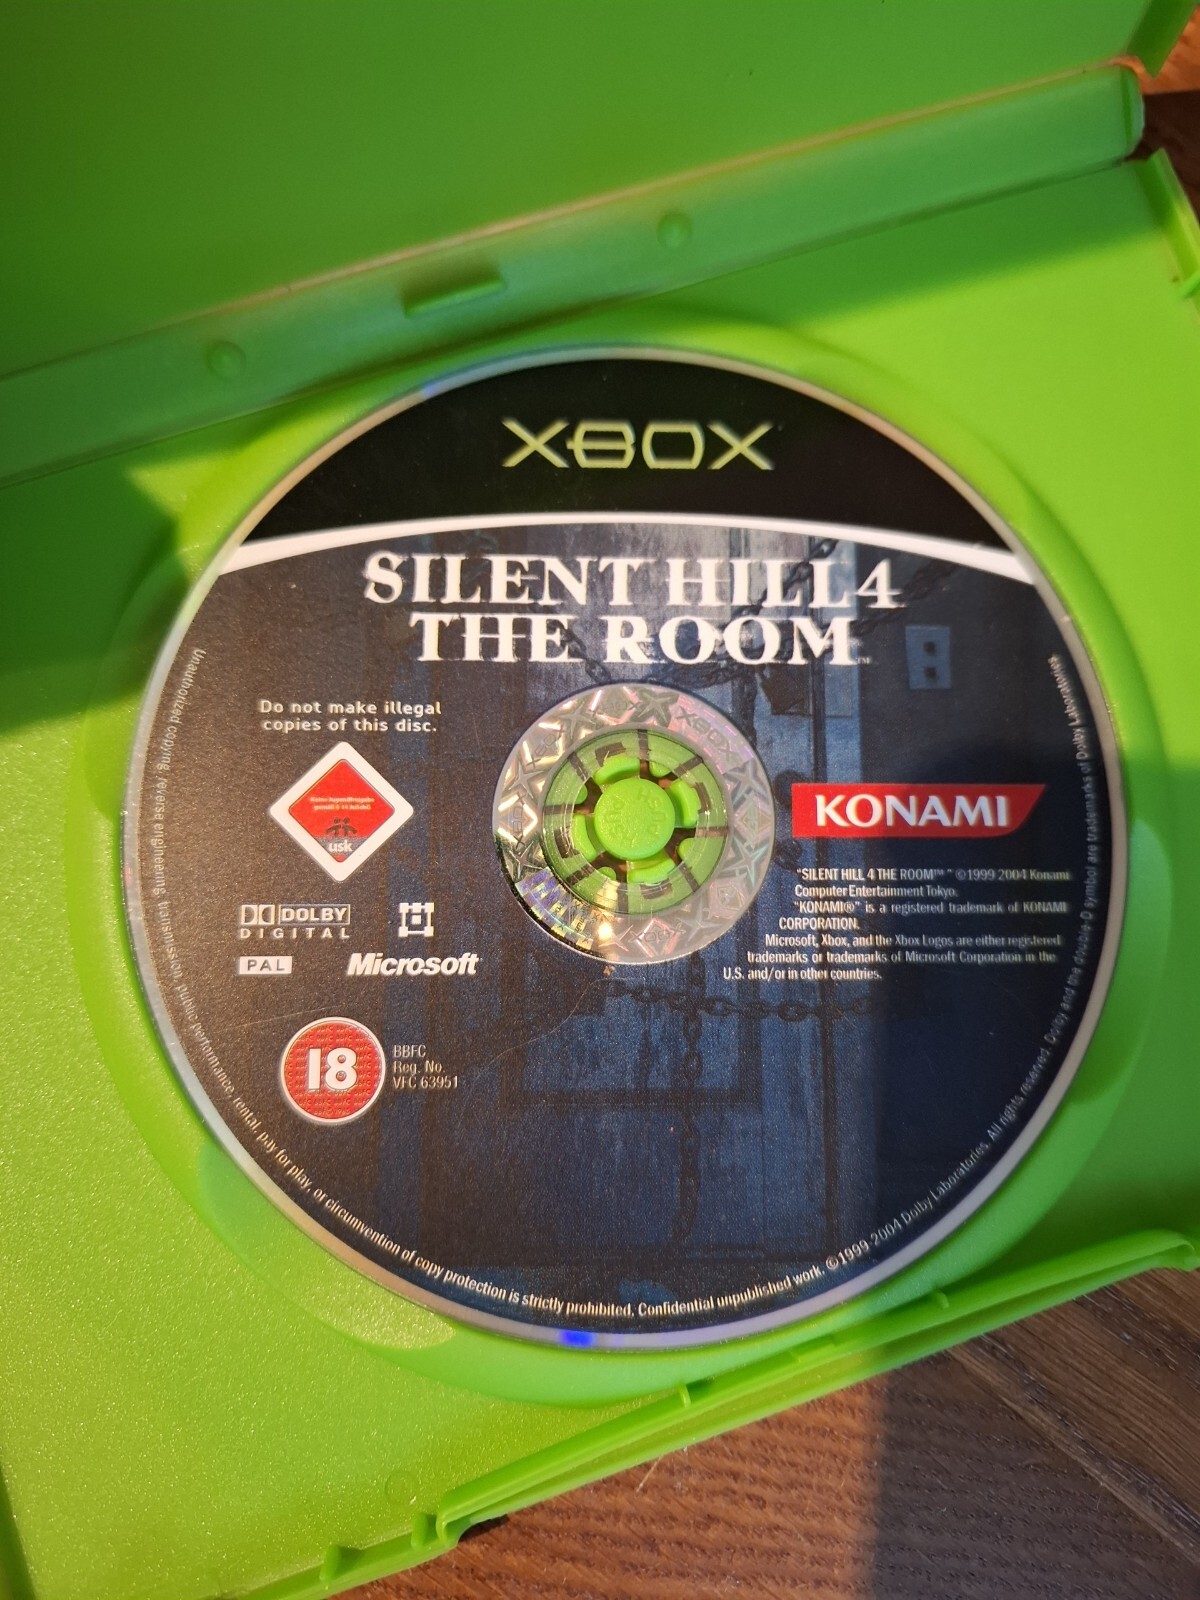 XBOX
SILENT HILL 4
THE ROOM™
Do not make illegal
copies of this disc.
XBOX
usk
KONAMI
"SILENT HILL 4 THE ROOM™ " ©1999 2004 Konami
Computer Entertainment Tokyo.
"KONAMI®" is a registered trademark of KONAMI
CORPORATION.
Microsoft, Xbox, and the Xbox Logos are either registered
trademarks or trademarks of Microsoft Corporation in the
U.S. and/or in other countries.
DOLBY
DIGITAL
PAL
Microsoft
18
BBFC
Reg. No.
VFC 63951
Unauthorized copying, reverse engineering, transmission, public performance, rental, pay for play, or circumvention of copy protection is strictly prohibited. Confidential unpublished work. ©1999-2004 Dolby Laboratories. All rights reserved. Dolby and the double-D symbol are trademarks of Dolby Laboratories.